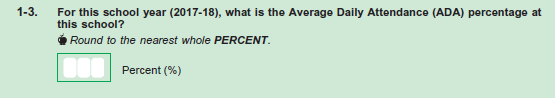 1-3. For this school year (2017-18), what is the Average Daily Attendance (ADA) percentage at
this school?
Round to the nearest whole PERCENT.
Percent (%)